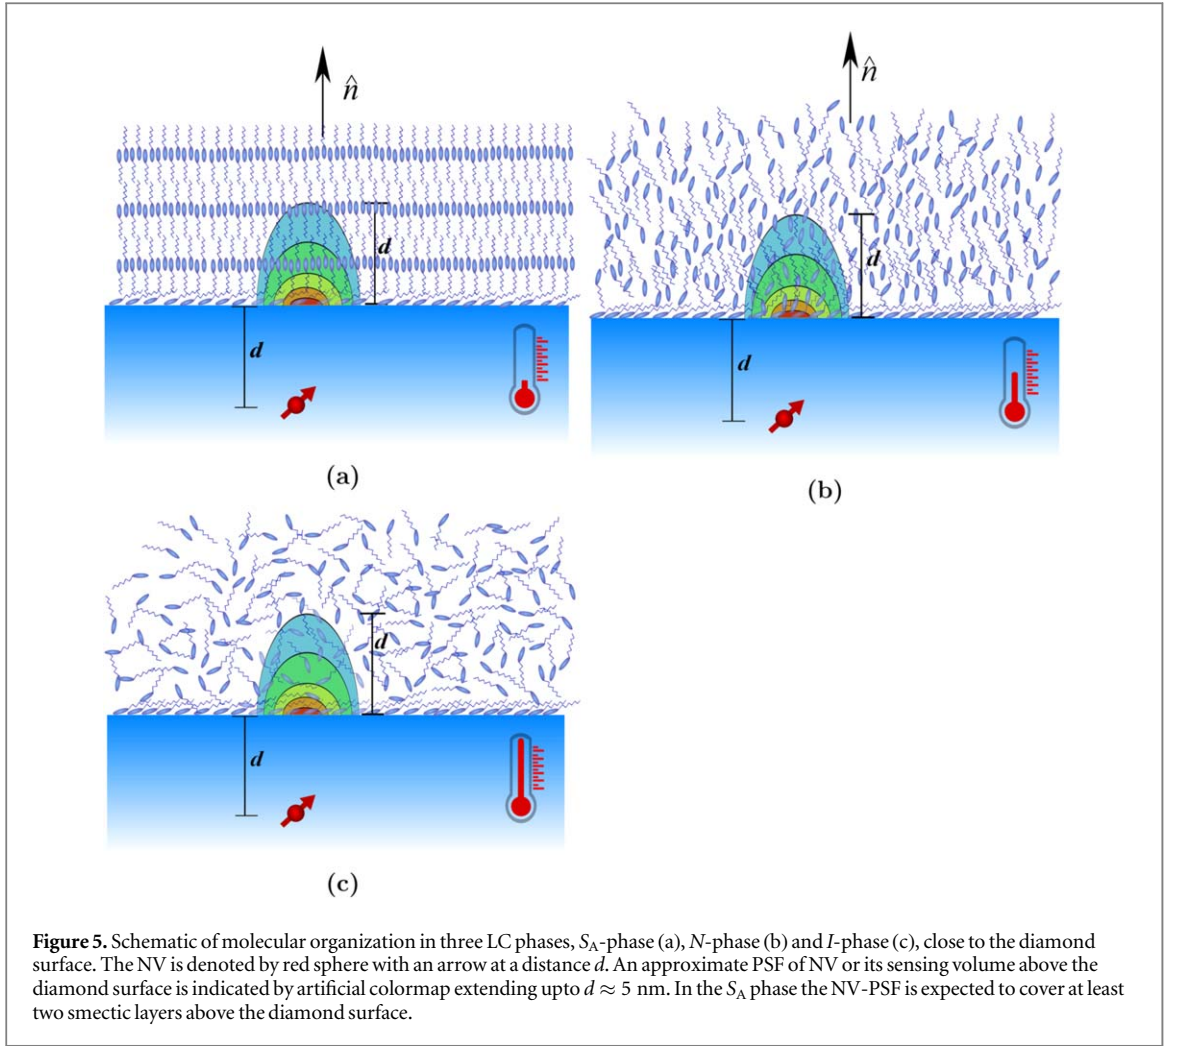 n̂
n̂
d
d
d
d
(a)
(b)
d
d
(c)
Figure 5. Schematic of molecular organization in three LC phases, S_A-phase (a), N-phase (b) and I-phase (c), close to the diamond
surface. The NV is denoted by red sphere with an arrow at a distance d. An approximate PSF of NV or its sensing volume above the
diamond surface is indicated by artificial colormap extending upto d ≈ 5 nm. In the S_A phase the NV-PSF is expected to cover at least
two smectic layers above the diamond surface.